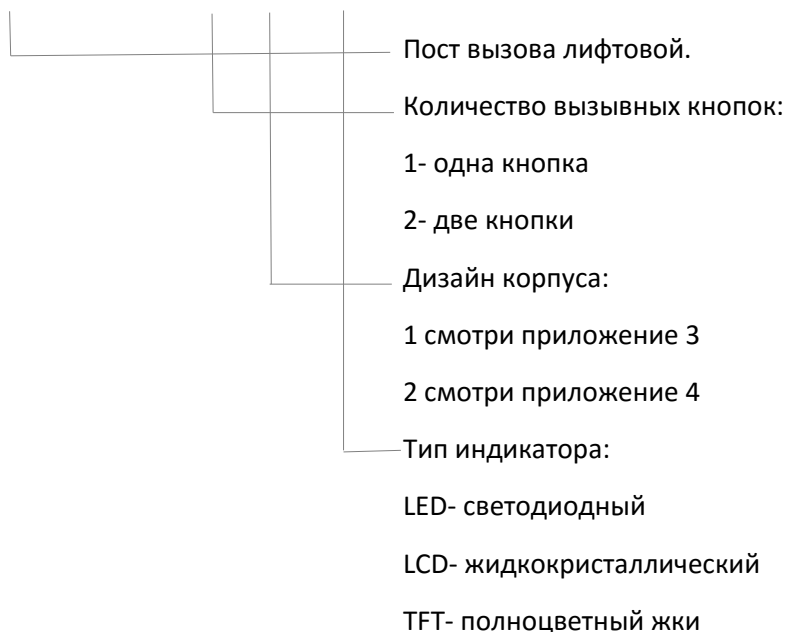 Пост вызова лифтовой.
Количество вызывных кнопок:
1- одна кнопка
2- две кнопки
Дизайн корпуса:
1 смотри приложение 3
2 смотри приложение 4
Тип индикатора:
LED- светодиодный
LCD- жидкокристаллический
TFT- полноцветный жки